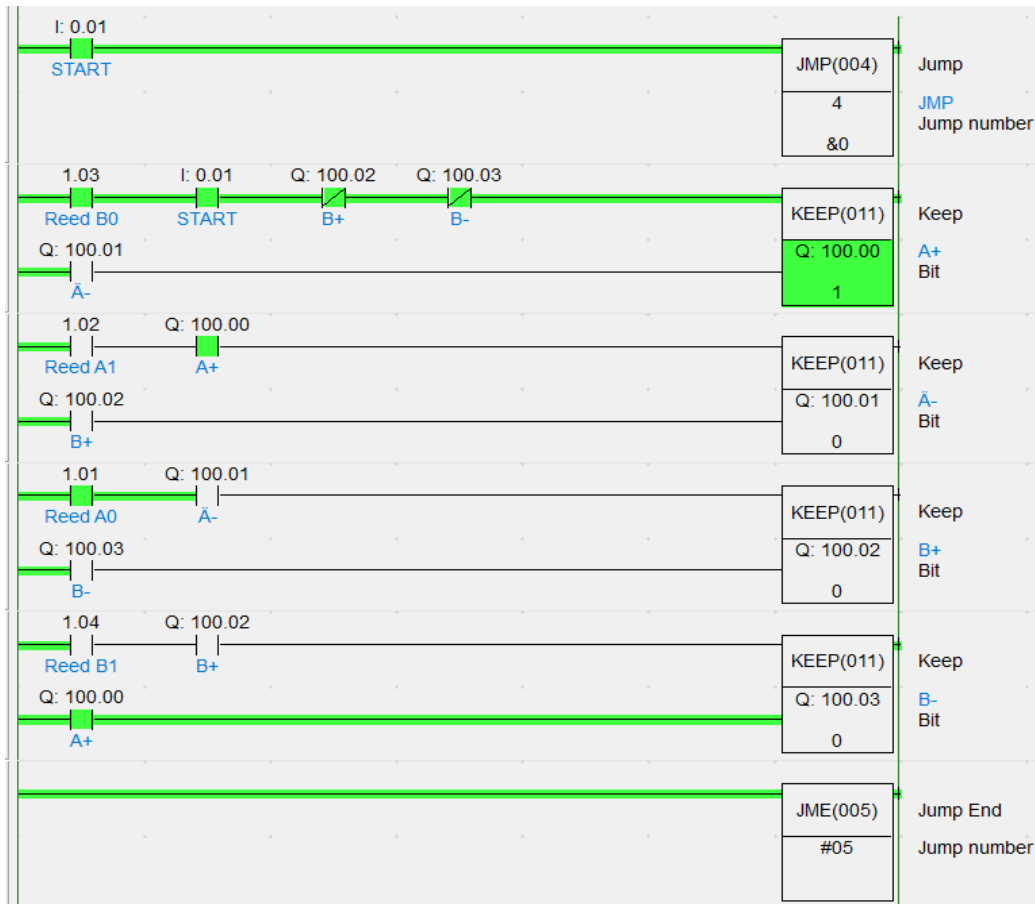 I: 0.01
START
JMP(004)
Jump
4
JMP
Jump number
&0
1.03 I: 0.01 Q: 100.02 Q: 100.03
Reed B0 START B+ B-
KEEP(011)
Keep
Q: 100.01
Ä-
Q: 100.00
A+
Bit
1
1.02 Q: 100.00
Reed A1 A+
KEEP(011)
Keep
Q: 100.02
B+
Q: 100.01
Ä-
Bit
0
1.01 Q: 100.01
Reed A0 Ä-
KEEP(011)
Keep
Q: 100.03
B-
Q: 100.02
B+
Bit
0
1.04 Q: 100.02
Reed B1 B+
KEEP(011)
Keep
Q: 100.00
A+
Q: 100.03
B-
Bit
0
JME(005)
Jump End
#05
Jump number